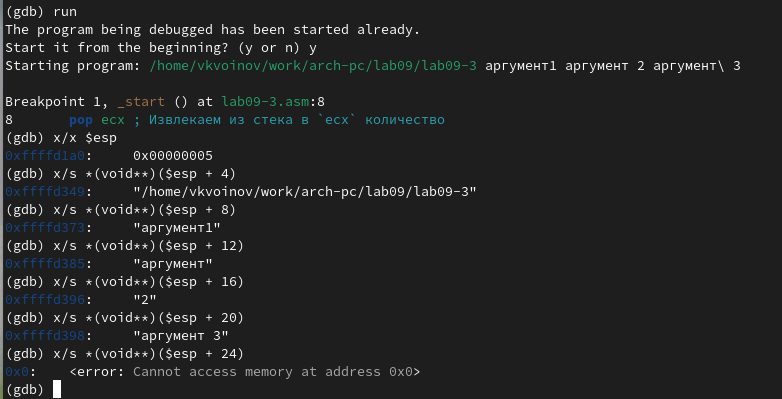 (gdb) run
The program being debugged has been started already.
Start it from the beginning? (y or n) y
Starting program: /home/vkvoinov/work/arch-pc/lab09/lab09-3 аргумент1 аргумент 2 аргумент\ 3
Breakpoint 1, _start () at lab09-3.asm:8
8 pop ecx ; Извлекаем из стека в `ecx` количество
(gdb) x/x $esp
0xffffd1a0: 0x00000005
(gdb) x/s *(void**)($esp + 4)
0xffffd349: "/home/vkvoinov/work/arch-pc/lab09/lab09-3"
(gdb) x/s *(void**)($esp + 8)
0xffffd373: "аргумент1"
(gdb) x/s *(void**)($esp + 12)
0xffffd385: "аргумент"
(gdb) x/s *(void**)($esp + 16)
0xffffd396: "2"
(gdb) x/s *(void**)($esp + 20)
0xffffd398: "аргумент 3"
(gdb) x/s *(void**)($esp + 24)
0x0: <error: Cannot access memory at address 0x0>
(gdb)